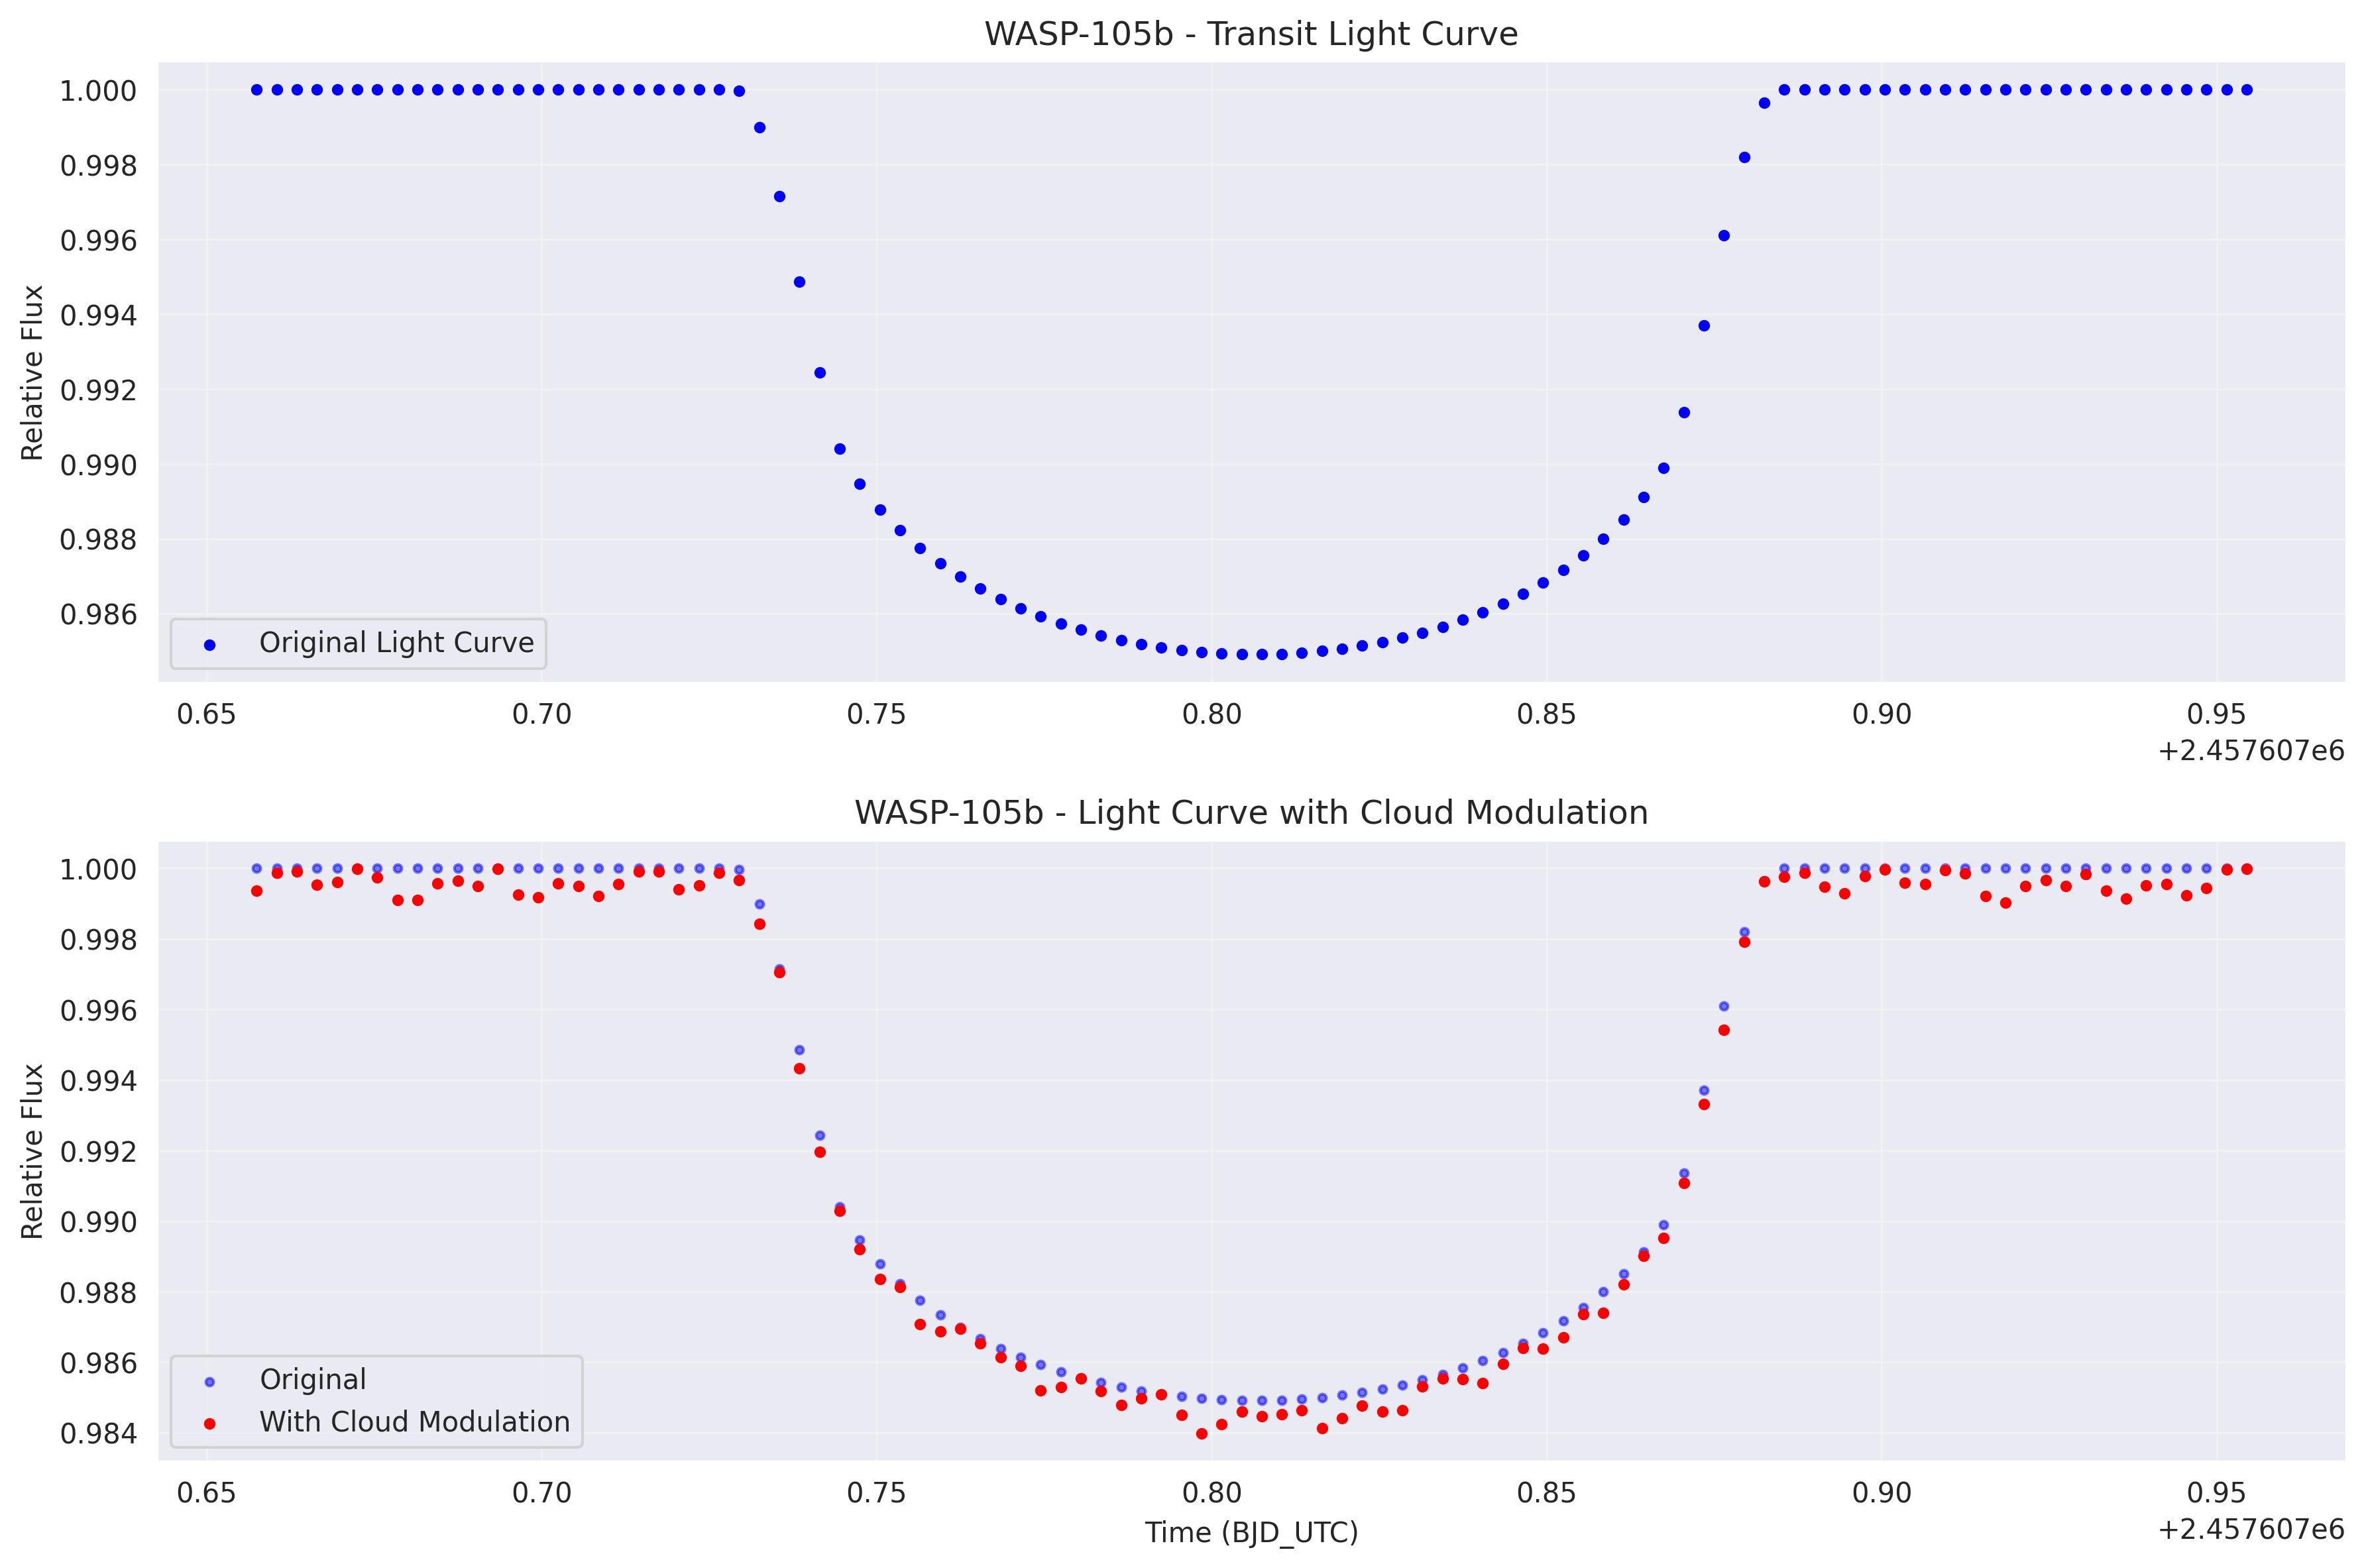 WASP-105b - Transit Light Curve
1.000
0.998
0.996
0.994
0.992
0.990
0.988
0.986
Relative Flux
Original Light Curve
0.65 0.70 0.75 0.80 0.85 0.90 0.95
+2.457607e6
WASP-105b - Light Curve with Cloud Modulation
1.000
0.998
0.996
0.994
0.992
0.990
0.988
0.986
0.984
Relative Flux
Original
With Cloud Modulation
0.65 0.70 0.75 0.80 0.85 0.90 0.95
Time (BJD_UTC)
+2.457607e6